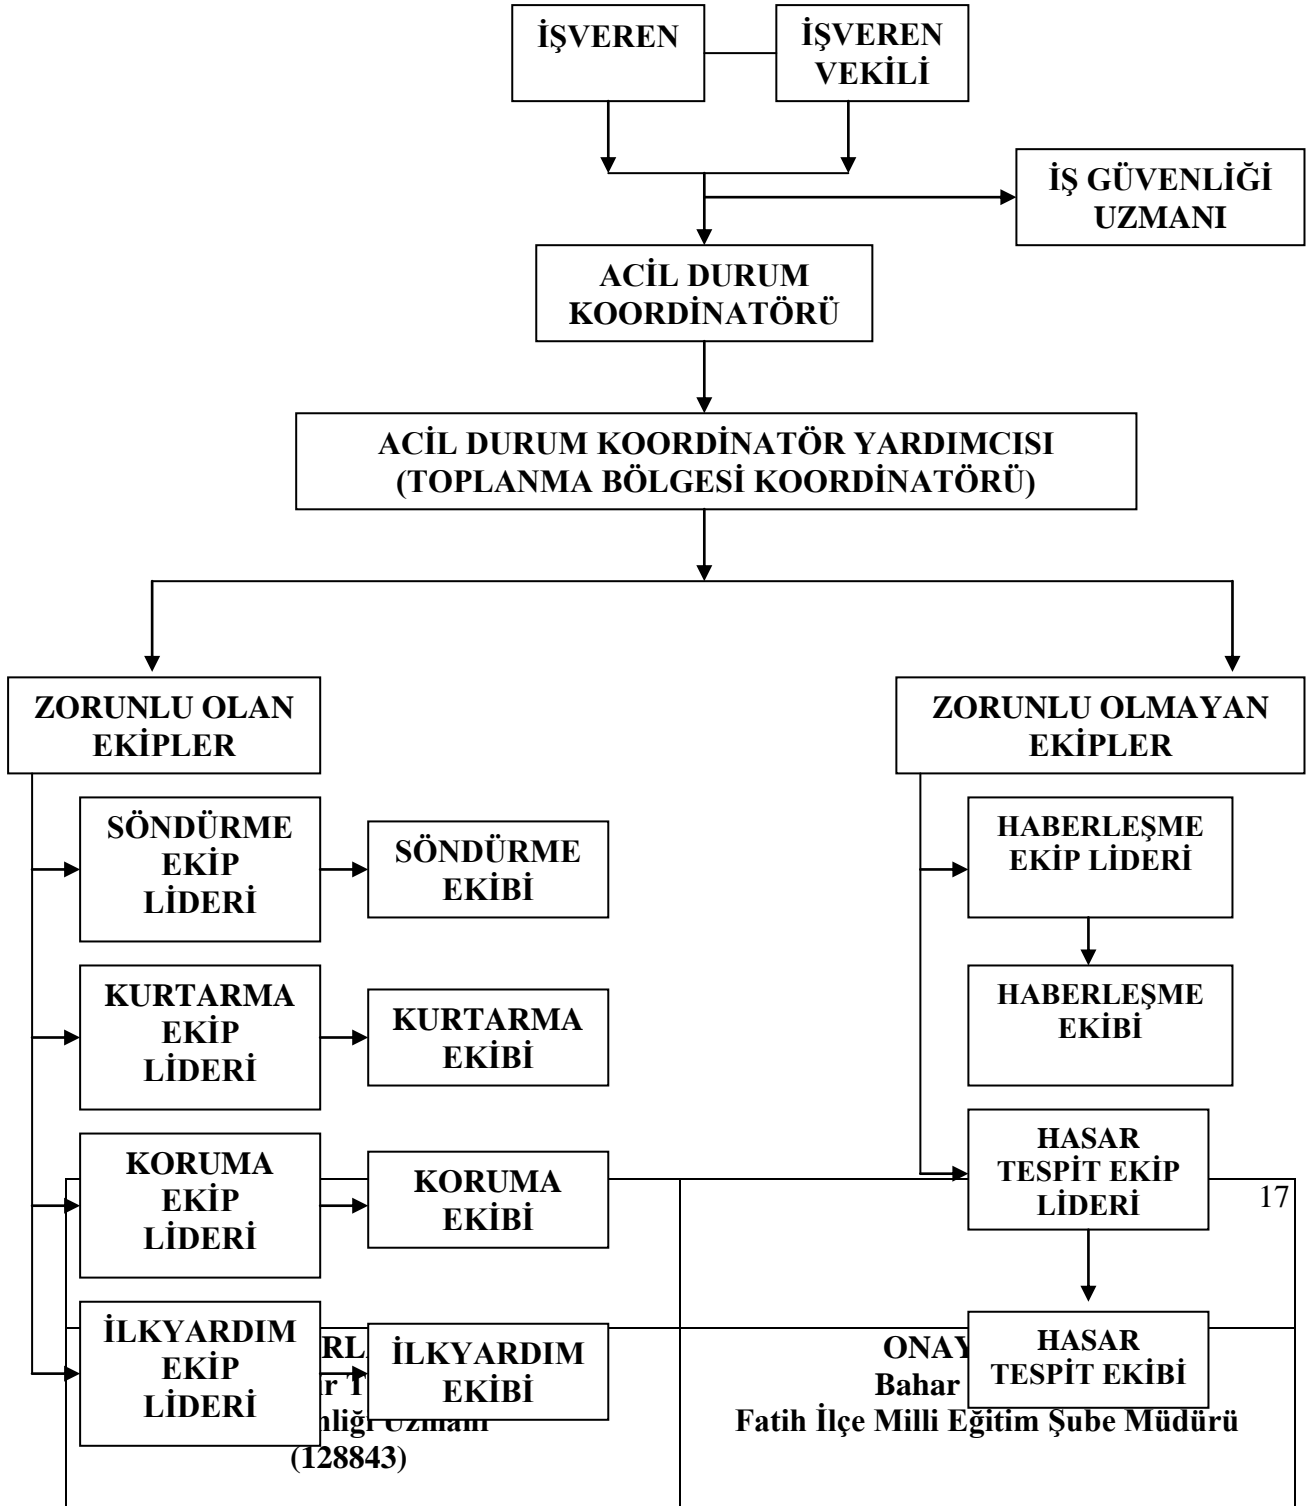 İŞVEREN
İŞVEREN
VEKİLİ
İŞ GÜVENLİĞİ
UZMANI
ACİL DURUM
KOORDİNATÖRÜ
ACİL DURUM KOORDİNATÖR YARDIMCISI
(TOPLANMA BÖLGESİ KOORDİNATÖRÜ)
ZORUNLU OLAN
EKİPLER
ZORUNLU OLMAYAN
EKİPLER
SÖNDÜRME
EKİP
LİDERİ
SÖNDÜRME
EKİBİ
HABERLEŞME
EKİP LİDERİ
KURTARMA
EKİP
LİDERİ
KURTARMA
EKİBİ
HABERLEŞME
EKİBİ
KORUMA
EKİP
LİDERİ
KORUMA
EKİBİ
HASAR
TESPİT EKİP
LİDERİ
17
İLKYARDIM
EKİP
LİDERİ
İLKYARDIM
EKİBİ
HASAR
TESPİT EKİBİ
Uzmanı
(128843)
Bahar
Fatih İlçe Milli Eğitim Şube Müdürü